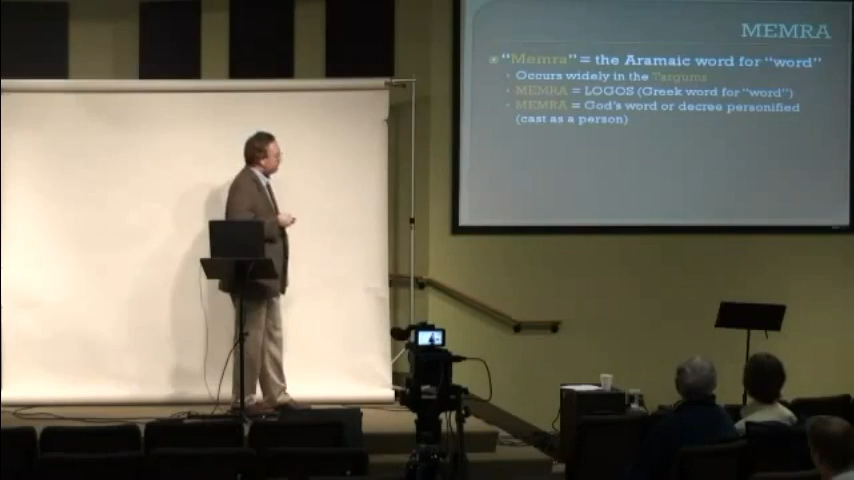 MEMRA
"Memra" = the Aramaic word for "word"
Occurs widely in the Targums
MEMRA = LOGOS (Greek word for "word")
MEMRA = God's word or decree personified
(cast as a person)